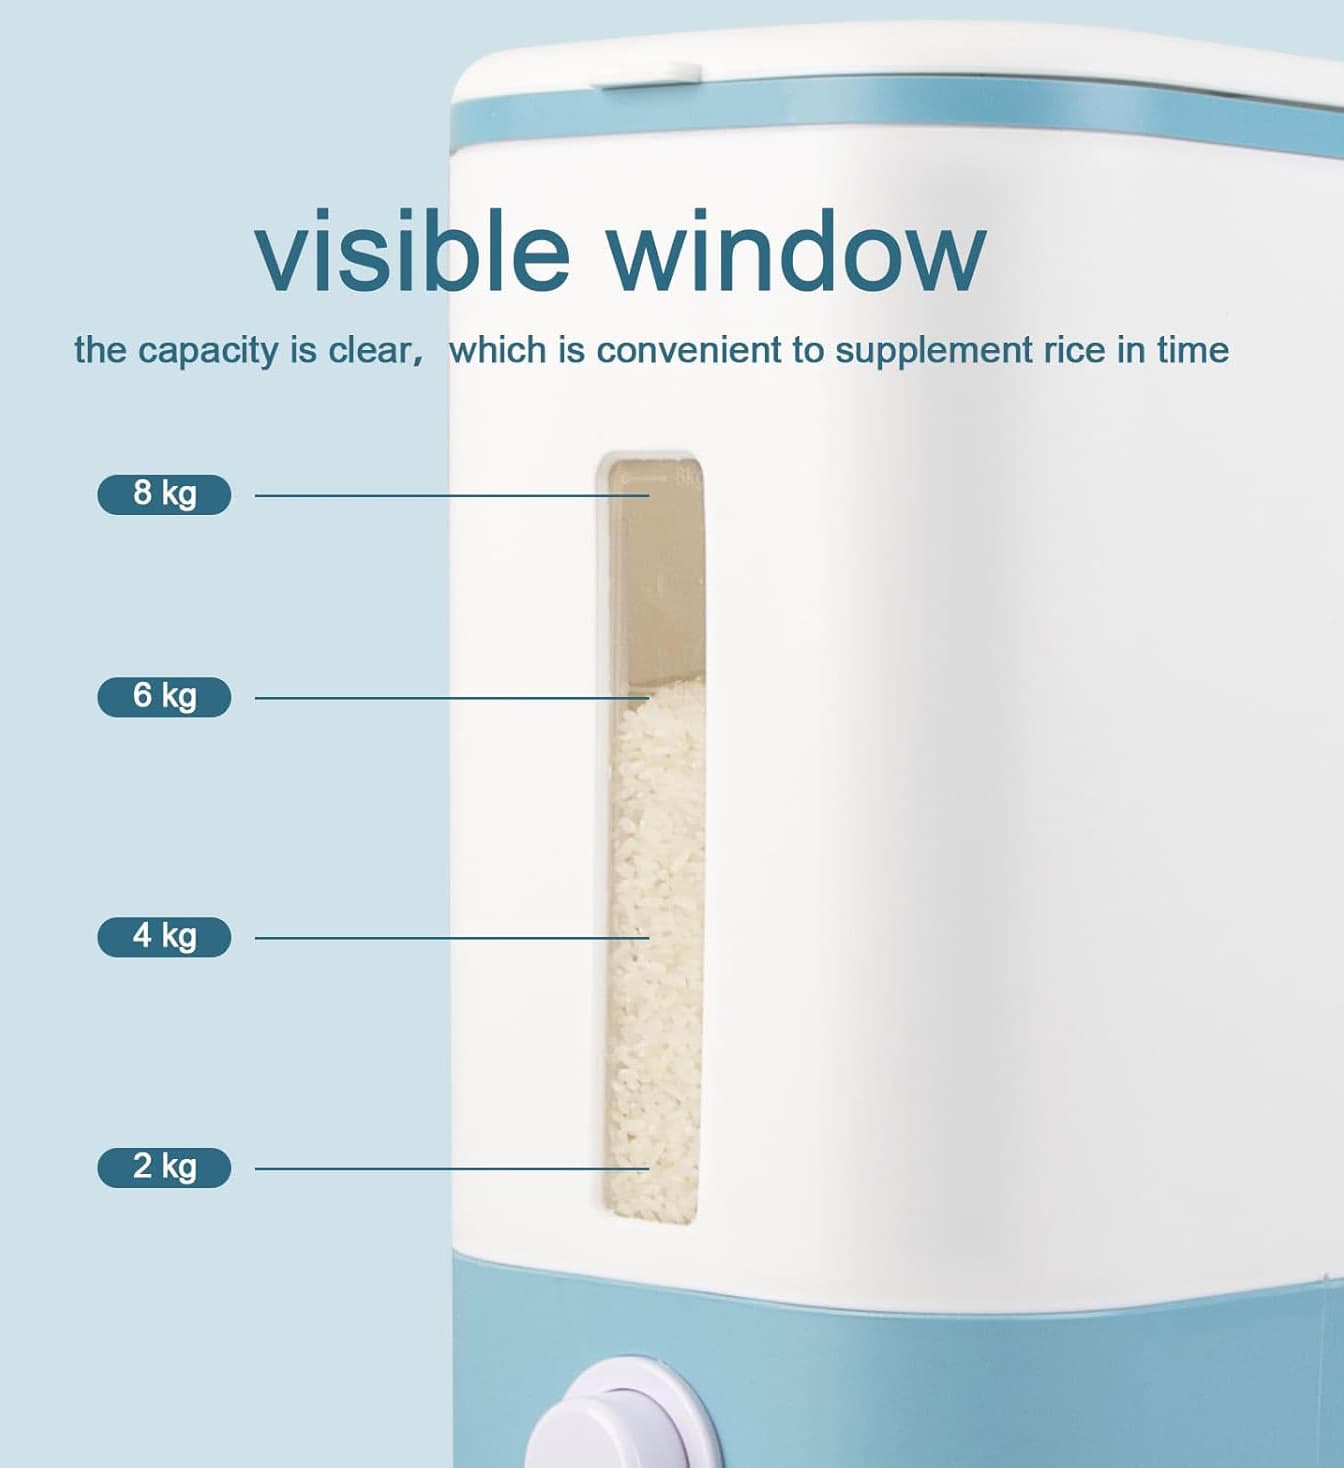 visible window
the capacity is clear, which is convenient to supplement rice in time
8 kg
8kg
6 kg
4 kg
2 kg